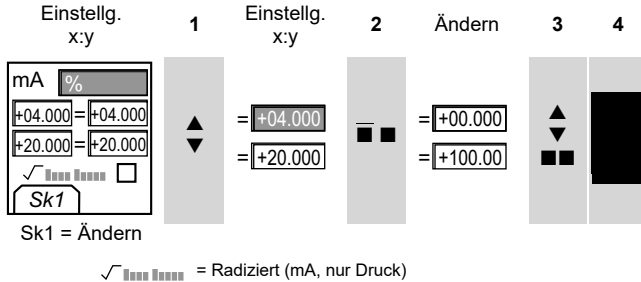 Einstellg.
x:y
1
Einstellg.
x:y
2
Ändern
3
4
mA %
+04.000 = +04.000
+20.000 = +20.000
√
Sk1
= +04.000
= +20.000
= +00.000
= +100.00
Sk1 = Ändern
√ = Radiziert (mA, nur Druck)